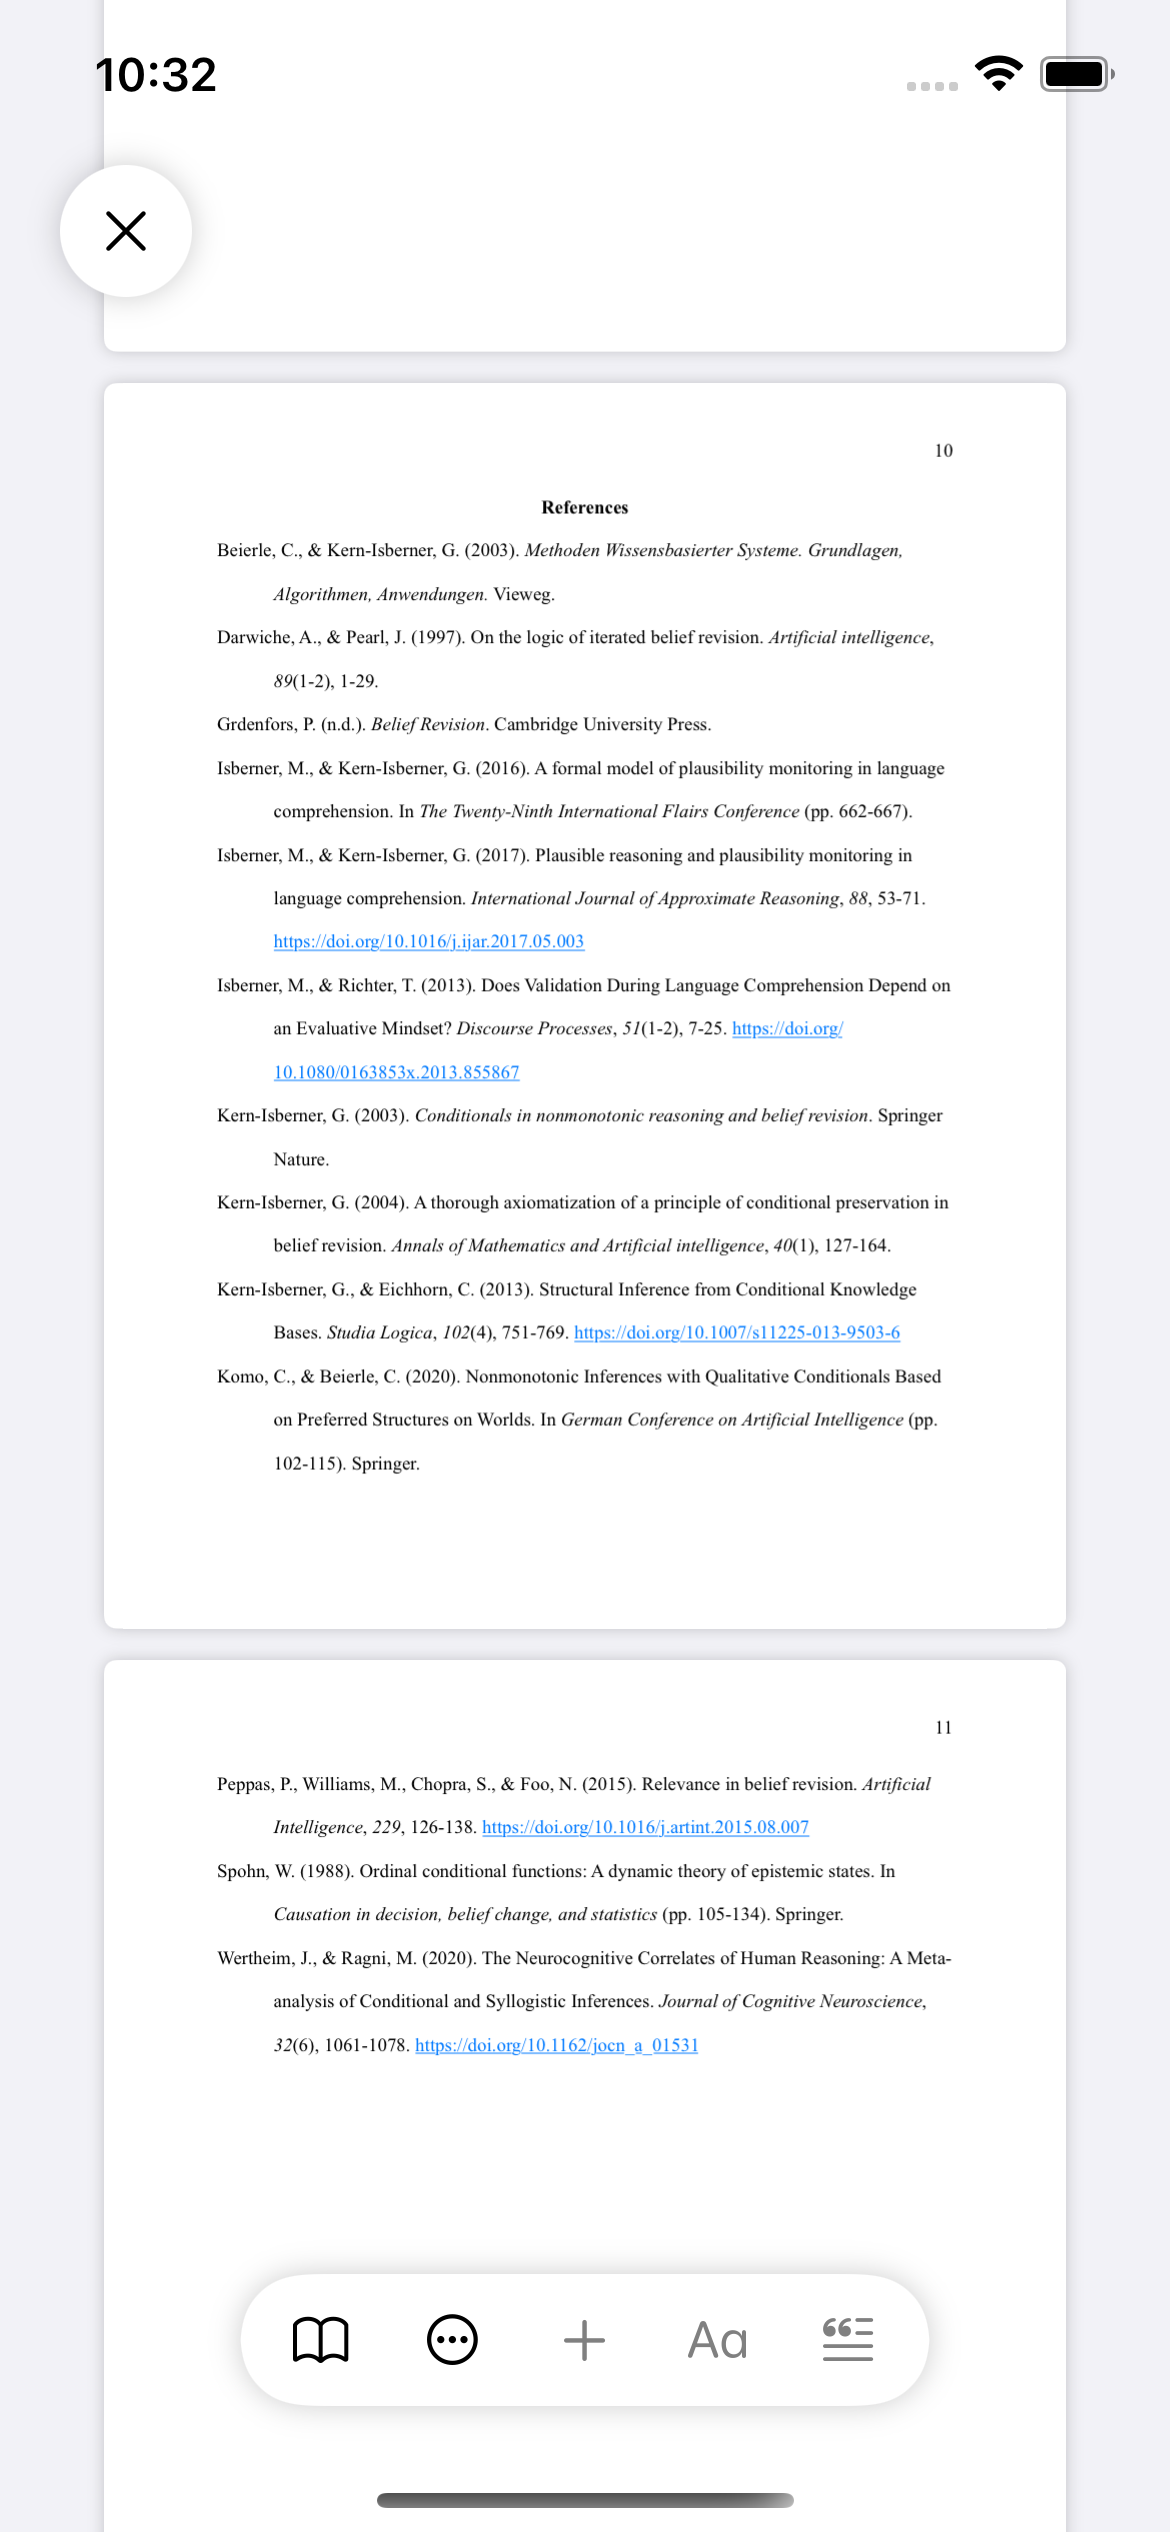 10:32
10
References
Beierle, C., & Kern-Isberner, G. (2003). Methoden Wissensbasierter Systeme. Grundlagen,
Algorithmen, Anwendungen. Vieweg.
Darwiche, A., & Pearl, J. (1997). On the logic of iterated belief revision. Artificial intelligence,
89(1-2), 1-29.
Grdenfors, P. (n.d.). Belief Revision. Cambridge University Press.
Isberner, M., & Kern-Isberner, G. (2016). A formal model of plausibility monitoring in language
comprehension. In The Twenty-Ninth International Flairs Conference (pp. 662-667).
Isberner, M., & Kern-Isberner, G. (2017). Plausible reasoning and plausibility monitoring in
language comprehension. International Journal of Approximate Reasoning, 88, 53-71.
https://doi.org/10.1016/j.ijar.2017.05.003
Isberner, M., & Richter, T. (2013). Does Validation During Language Comprehension Depend on
an Evaluative Mindset? Discourse Processes, 51(1-2), 7-25. https://doi.org/
10.1080/0163853x.2013.855867
Kern-Isberner, G. (2003). Conditionals in nonmonotonic reasoning and belief revision. Springer
Nature.
Kern-Isberner, G. (2004). A thorough axiomatization of a principle of conditional preservation in
belief revision. Annals of Mathematics and Artificial intelligence, 40(1), 127-164.
Kern-Isberner, G., & Eichhorn, C. (2013). Structural Inference from Conditional Knowledge
Bases. Studia Logica, 102(4), 751-769. https://doi.org/10.1007/s11225-013-9503-6
Komo, C., & Beierle, C. (2020). Nonmonotonic Inferences with Qualitative Conditionals Based
on Preferred Structures on Worlds. In German Conference on Artificial Intelligence (pp.
102-115). Springer.
11
Peppas, P., Williams, M., Chopra, S., & Foo, N. (2015). Relevance in belief revision. Artificial
Intelligence, 229, 126-138. https://doi.org/10.1016/j.artint.2015.08.007
Spohn, W. (1988). Ordinal conditional functions: A dynamic theory of epistemic states. In
Causation in decision, belief change, and statistics (pp. 105-134). Springer.
Wertheim, J., & Ragni, M. (2020). The Neurocognitive Correlates of Human Reasoning: A Meta-
analysis of Conditional and Syllogistic Inferences. Journal of Cognitive Neuroscience,
32(6), 1061-1078. https://doi.org/10.1162/jocn_a_01531
Aa